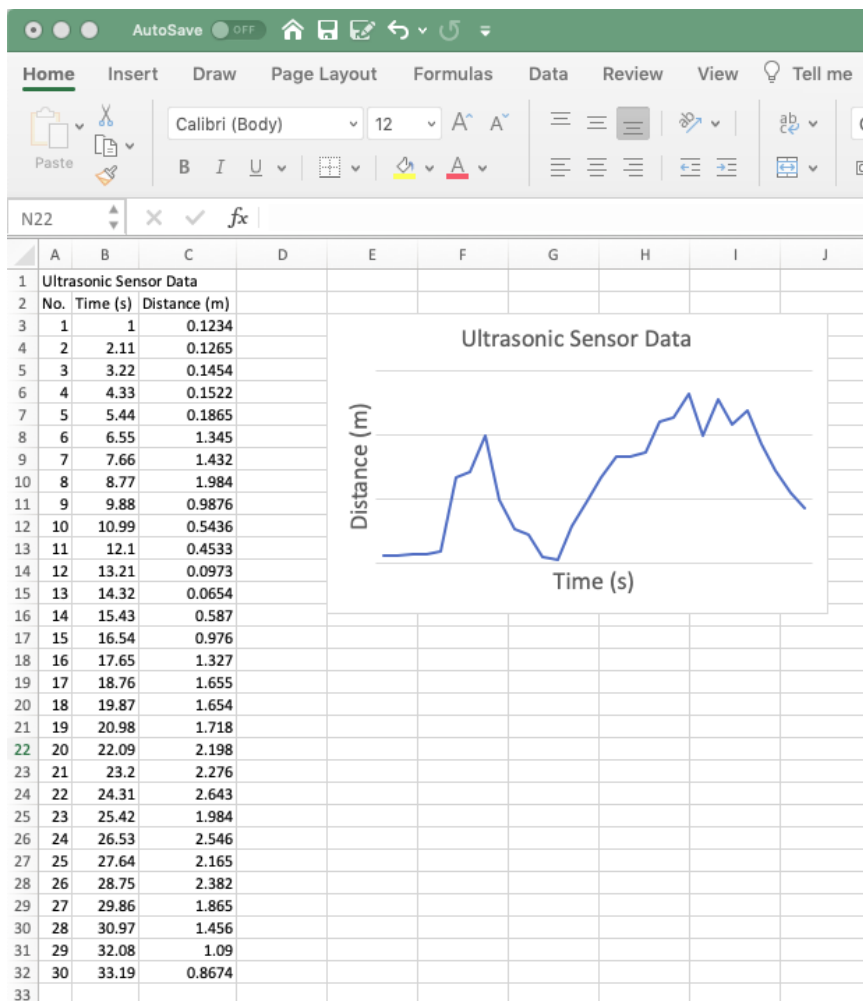 AutoSave OFF
Home Insert Draw Page Layout Formulas Data Review View Tell me
Paste
Calibri (Body) 12 A A
B I U A
ab
c
N22 fx
A B C D E F G H I J
1 Ultrasonic Sensor Data
2 No. Time (s) Distance (m)
3 1 1 0.1234
4 2 2.11 0.1265
5 3 3.22 0.1454
6 4 4.33 0.1522
7 5 5.44 0.1865
8 6 6.55 1.345
9 7 7.66 1.432
10 8 8.77 1.984
11 9 9.88 0.9876
12 10 10.99 0.5436
13 11 12.1 0.4533
14 12 13.21 0.0973
15 13 14.32 0.0654
16 14 15.43 0.587
17 15 16.54 0.976
18 16 17.65 1.327
19 17 18.76 1.655
20 18 19.87 1.654
21 19 20.98 1.718
22 20 22.09 2.198
23 21 23.2 2.276
24 22 24.31 2.643
25 23 25.42 1.984
26 24 26.53 2.546
27 25 27.64 2.165
28 26 28.75 2.382
29 27 29.86 1.865
30 28 30.97 1.456
31 29 32.08 1.09
32 30 33.19 0.8674
33
Ultrasonic Sensor Data
Distance (m)
Time (s)